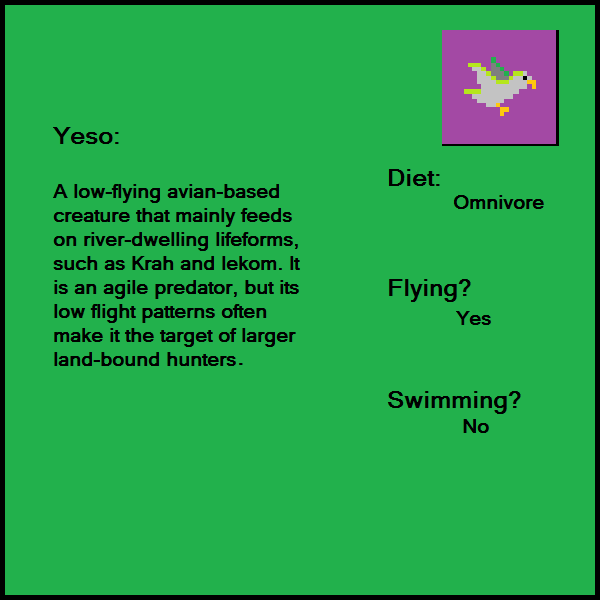 Yeso:
A low-flying avian-based
creature that mainly feeds
on river-dwelling lifeforms,
such as Krah and lekom. It
is an agile predator, but its
low flight patterns often
make it the target of larger
land-bound hunters.
Diet:
Omnivore
Flying?
Yes
Swimming?
No